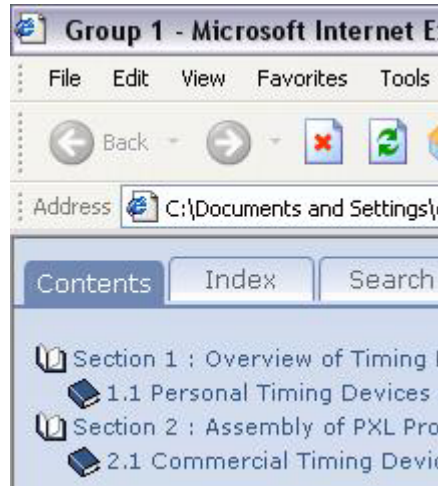 Group 1 - Microsoft Internet E
File Edit View Favorites Tools
Back
Address C:\Documents and Settings\
Contents Index Search
Section 1 : Overview of Timing
1.1 Personal Timing Devices
Section 2 : Assembly of PXL Pro
2.1 Commercial Timing Devic